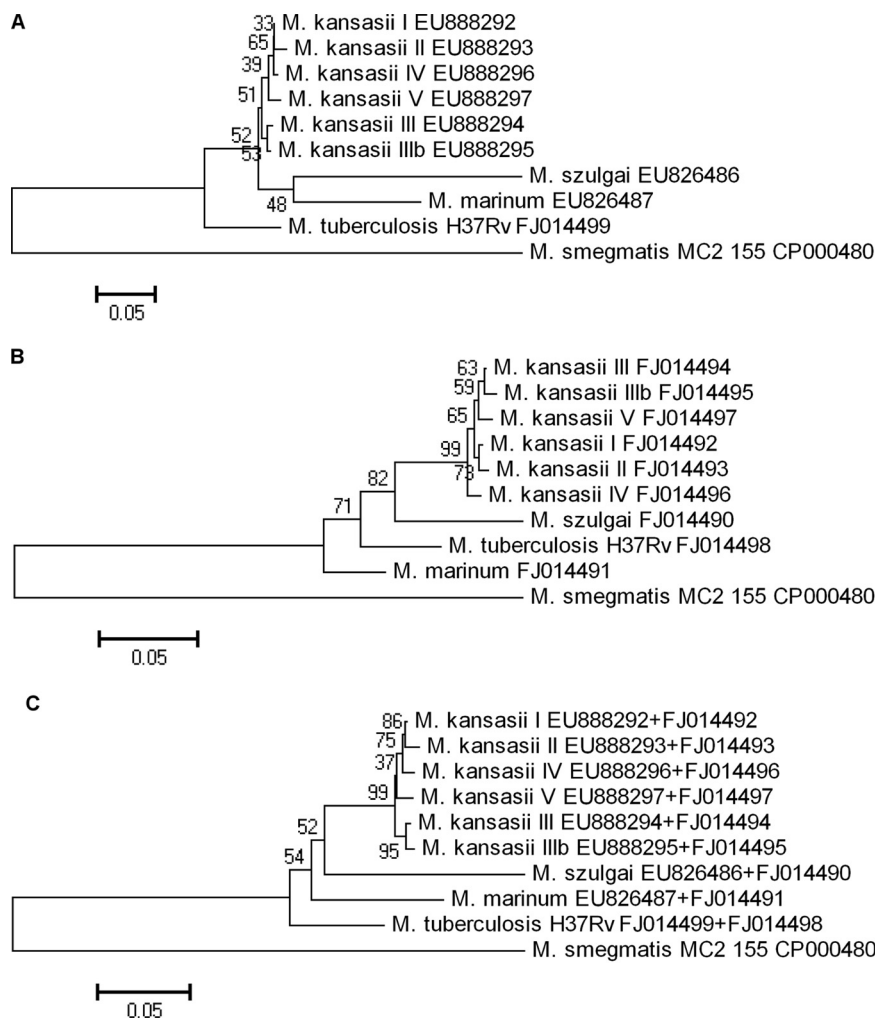 A
33 M. kansasii I EU888292
65 M. kansasii II EU888293
39 M. kansasii IV EU888296
51 M. kansasii V EU888297
M. kansasii III EU888294
52
53 M. kansasii IIIb EU888295
M. szulgai EU826486
48 M. marinum EU826487
M. tuberculosis H37Rv FJ014499
M. smegmatis MC2 155 CP000480
0.05
B
63 M. kansasii III FJ014494
59 M. kansasii IIIb FJ014495
65 M. kansasii V FJ014497
99 M. kansasii I FJ014492
73 M. kansasii II FJ014493
82
M. kansasii IV FJ014496
71 M. szulgai FJ014490
M. tuberculosis H37Rv FJ014498
M. marinum FJ014491
M. smegmatis MC2 155 CP000480
0.05
C
86 M. kansasii I EU888292+FJ014492
75 M. kansasii II EU888293+FJ014493
37 M. kansasii IV EU888296+FJ014496
99 M. kansasii V EU888297+FJ014497
52 M. kansasii III EU888294+FJ014494
95 M. kansasii IIIb EU888295+FJ014495
54
M. szulgai EU826486+FJ014490
M. marinum EU826487+FJ014491
M. tuberculosis H37Rv FJ014499+FJ014498
M. smegmatis MC2 155 CP000480
0.05